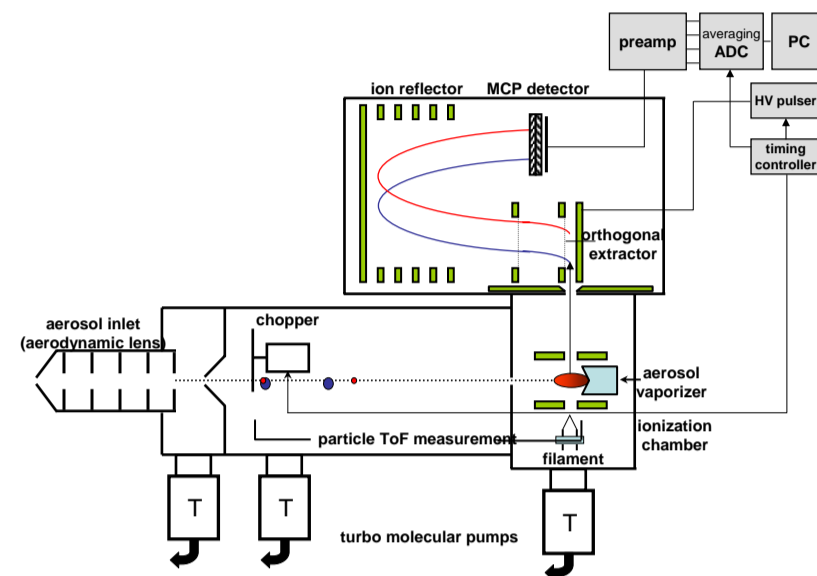 preamp
averaging
ADC
PC
ion reflector
MCP detector
HV pulser
timing
controller
orthogonal
extractor
aerosol inlet
(aerodynamic lens)
chopper
aerosol
vaporizer
particle ToF measurement
ionization
chamber
filament
T
T
T
turbo molecular pumps